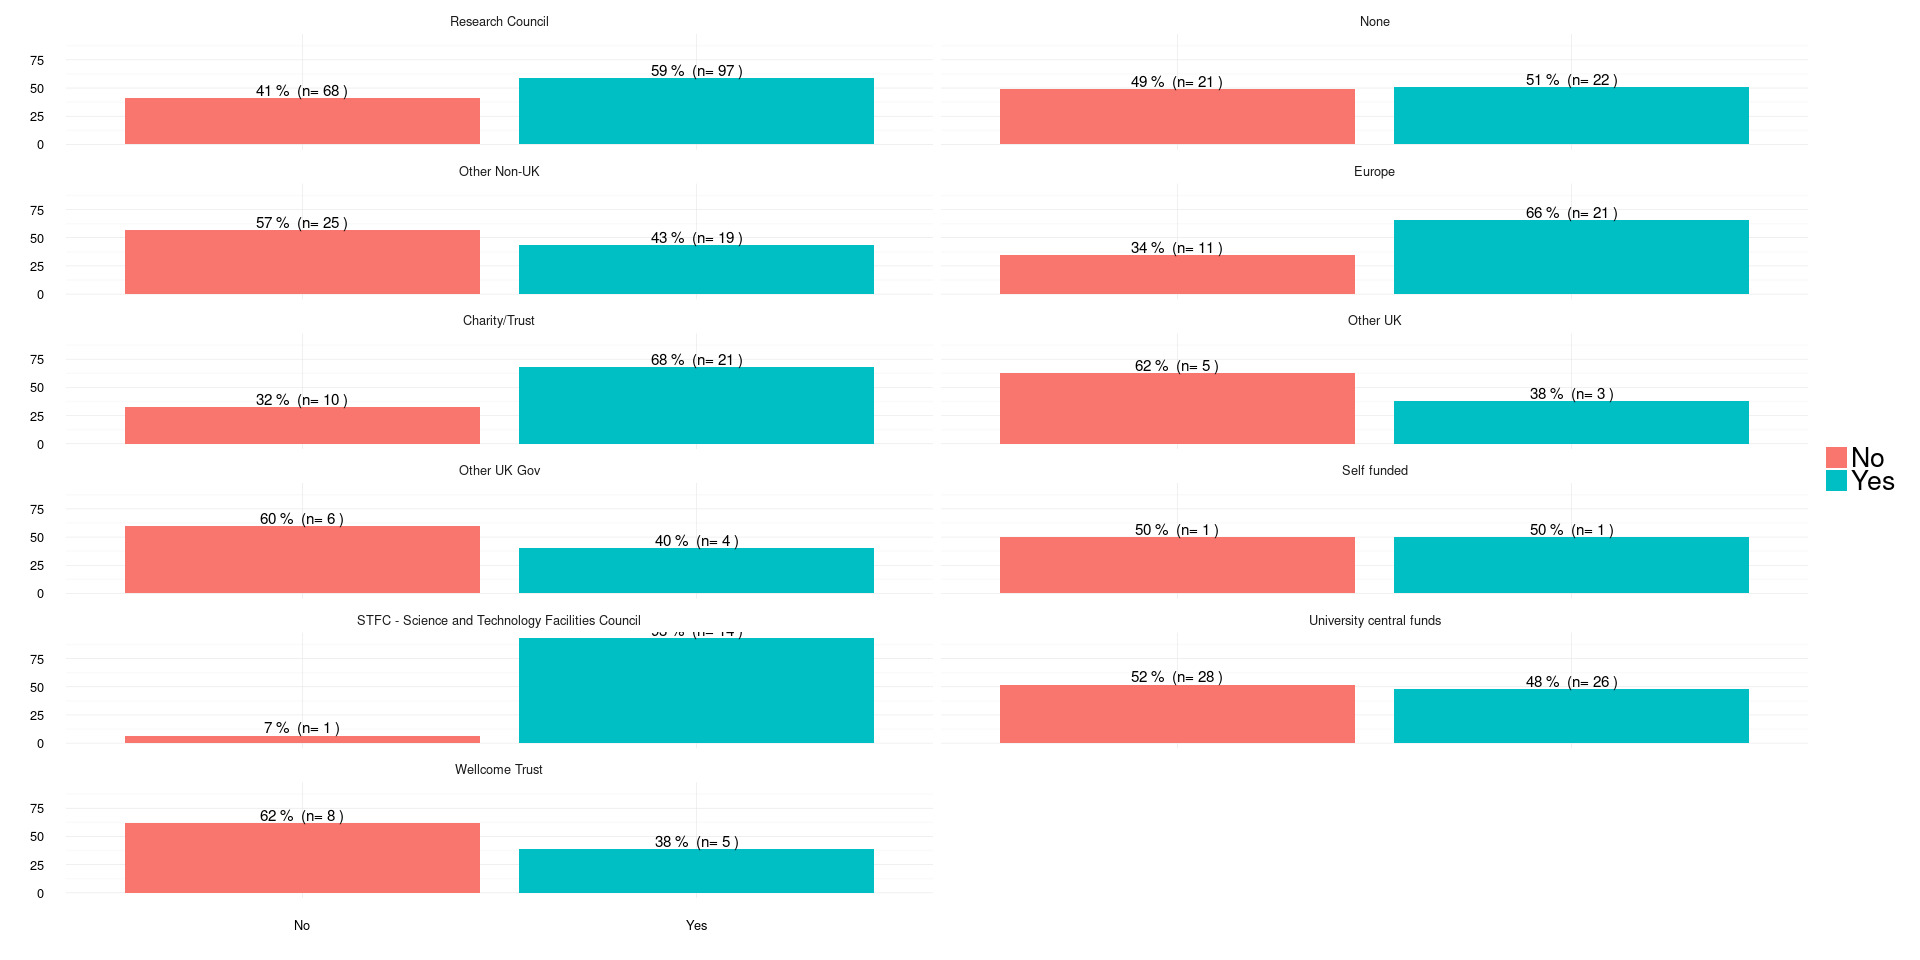 Research Council
None
75
50
25
0
41 % (n= 68 )
59 % (n= 97 )
49 % (n= 21 )
51 % (n= 22 )
Other Non-UK
Europe
75
50
25
0
57 % (n= 25 )
43 % (n= 19 )
34 % (n= 11 )
66 % (n= 21 )
Charity/Trust
Other UK
75
50
25
0
32 % (n= 10 )
68 % (n= 21 )
62 % (n= 5 )
38 % (n= 3 )
Other UK Gov
Self funded
75
50
25
0
60 % (n= 6 )
40 % (n= 4 )
50 % (n= 1 )
50 % (n= 1 )
No
Yes
STFC - Science and Technology Facilities Council
University central funds
75
50
25
0
7 % (n= 1 )
93 % (n= 14 )
52 % (n= 28 )
48 % (n= 26 )
Wellcome Trust
75
50
25
0
62 % (n= 8 )
38 % (n= 5 )
No
Yes